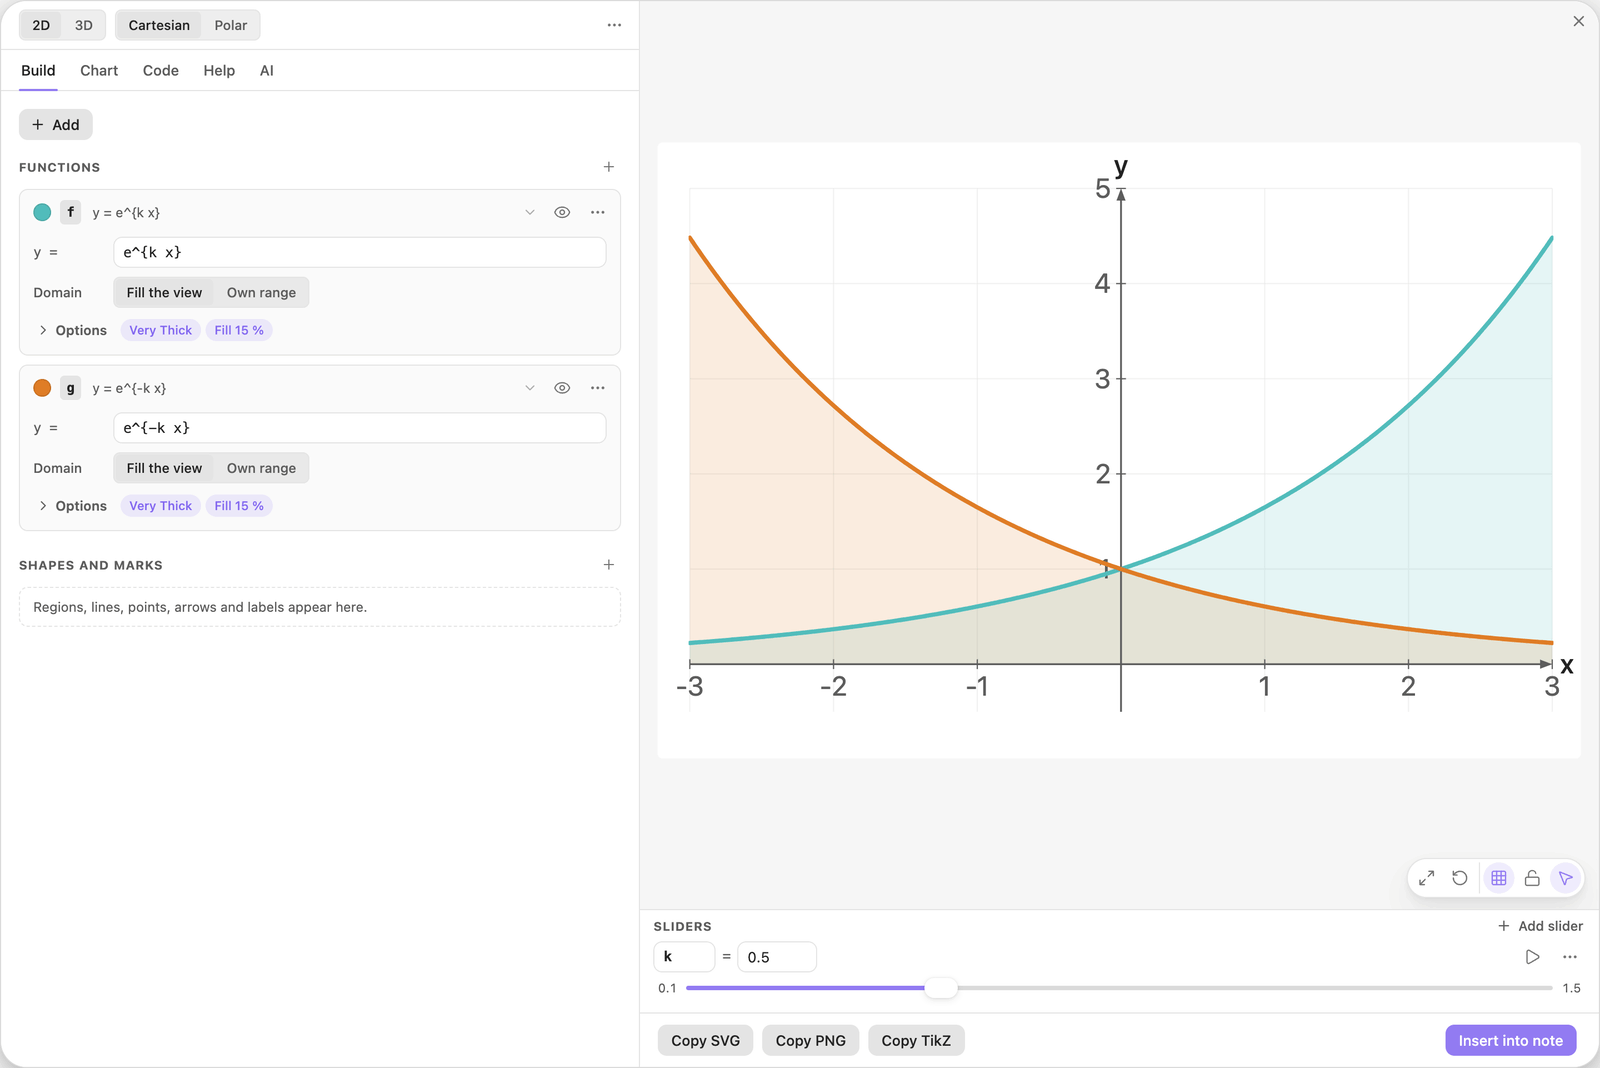 2D 3D Cartesian Polar
Build Chart Code Help AI
+ Add
FUNCTIONS
f y = e^{k x}
y = e^{k x}
Domain Fill the view Own range
Options Very Thick Fill 15 %
g y = e^{-k x}
y = e^{-k x}
Domain Fill the view Own range
Options Very Thick Fill 15 %
SHAPES AND MARKS
Regions, lines, points, arrows and labels appear here.
y
5
4
3
2
1
x
-3 -2 -1 1 2 3
SLIDERS + Add slider
k = 0.5
0.1 1.5
Copy SVG Copy PNG Copy TikZ Insert into note